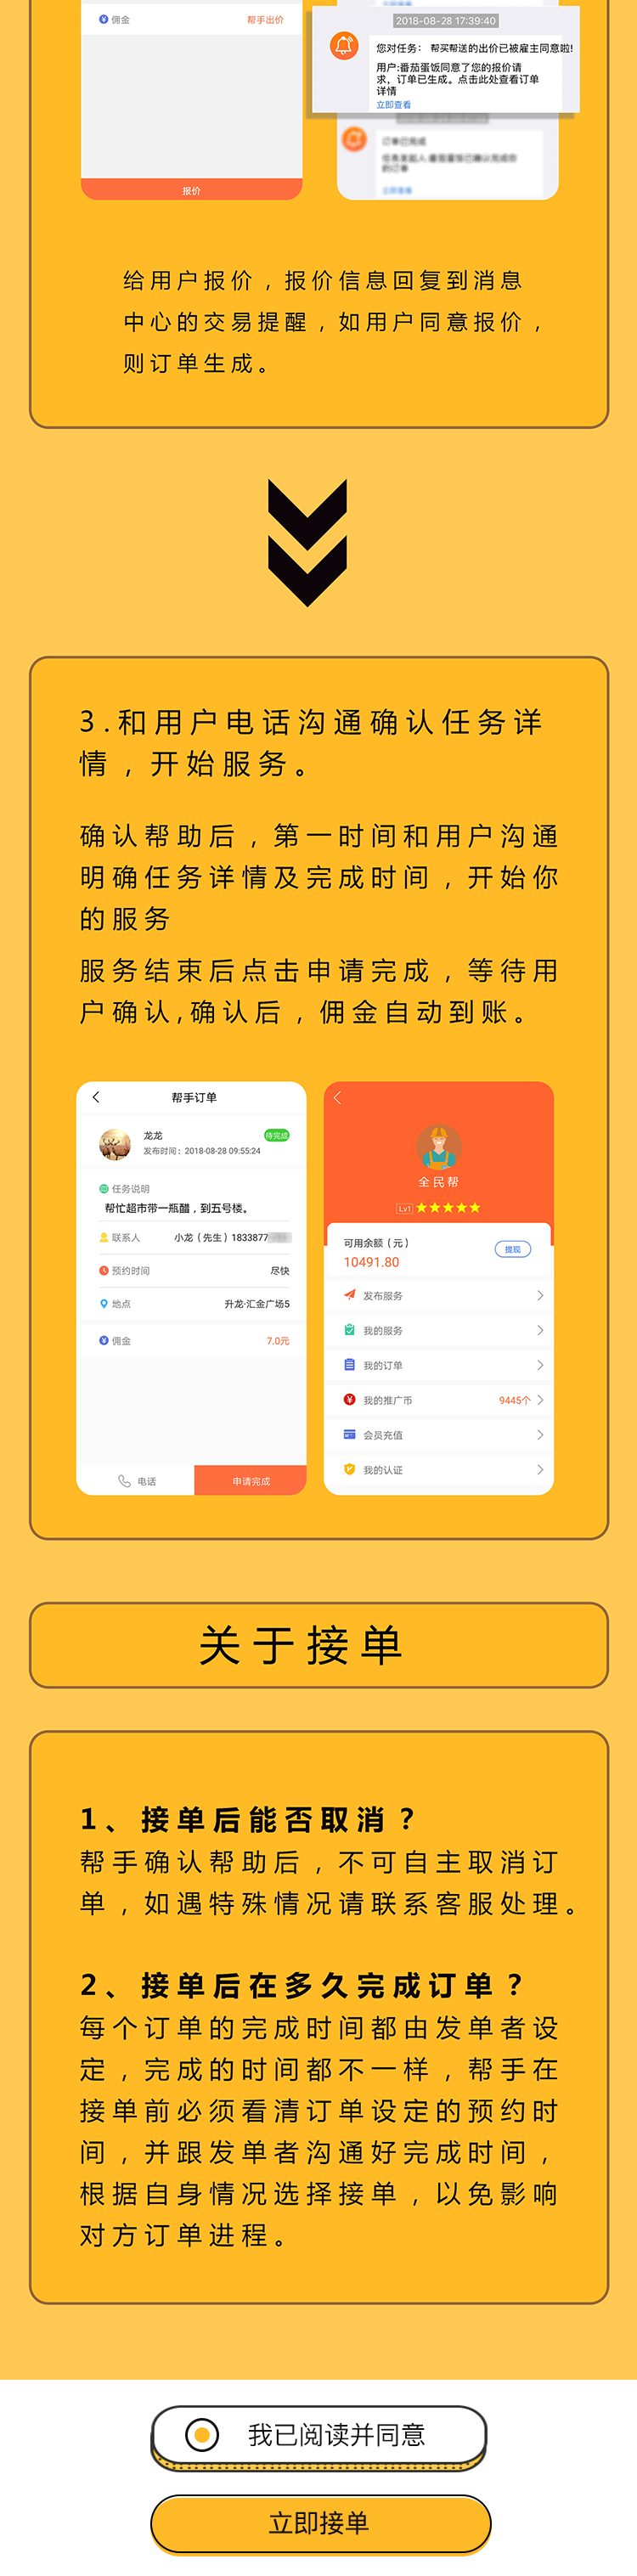 佣金 帮手出价
报价
2018-08-28 17:39:40
您对任务： 帮买帮送的出价已被雇主同意啦!
用户:番茄蛋饭同意了您的报价请
求，订单已生成。点击此处查看订单
详情
立即查看
订单已完成
给用户报价，报价信息回复到消息
中心的交易提醒，如用户同意报价，
则订单生成。
3.和用户电话沟通确认任务详
情，开始服务。
确认帮助后，第一时间和用户沟通
明确任务详情及完成时间，开始你
的服务
服务结束后点击申请完成，等待用
户确认,确认后，佣金自动到账。
帮手订单
龙龙 待完成
发布时间：2018-08-28 09:55:24
任务说明
帮忙超市带一瓶醋，到五号楼。
联系人 小龙（先生）1833877
预约时间 尽快
地点 升龙·汇金广场5
佣金 7.0元
电话 申请完成
全民帮
Lv1
可用余额（元）
10491.80 提现
发布服务
我的服务
我的订单
我的推广币 9445个
会员充值
我的认证
关于接单
1、接单后能否取消？
帮手确认帮助后，不可自主取消订
单，如遇特殊情况请联系客服处理。
2、接单后在多久完成订单？
每个订单的完成时间都由发单者设
定，完成的时间都不一样，帮手在
接单前必须看清订单设定的预约时
间，并跟发单者沟通好完成时间，
根据自身情况选择接单，以免影响
对方订单进程。
我已阅读并同意
立即接单